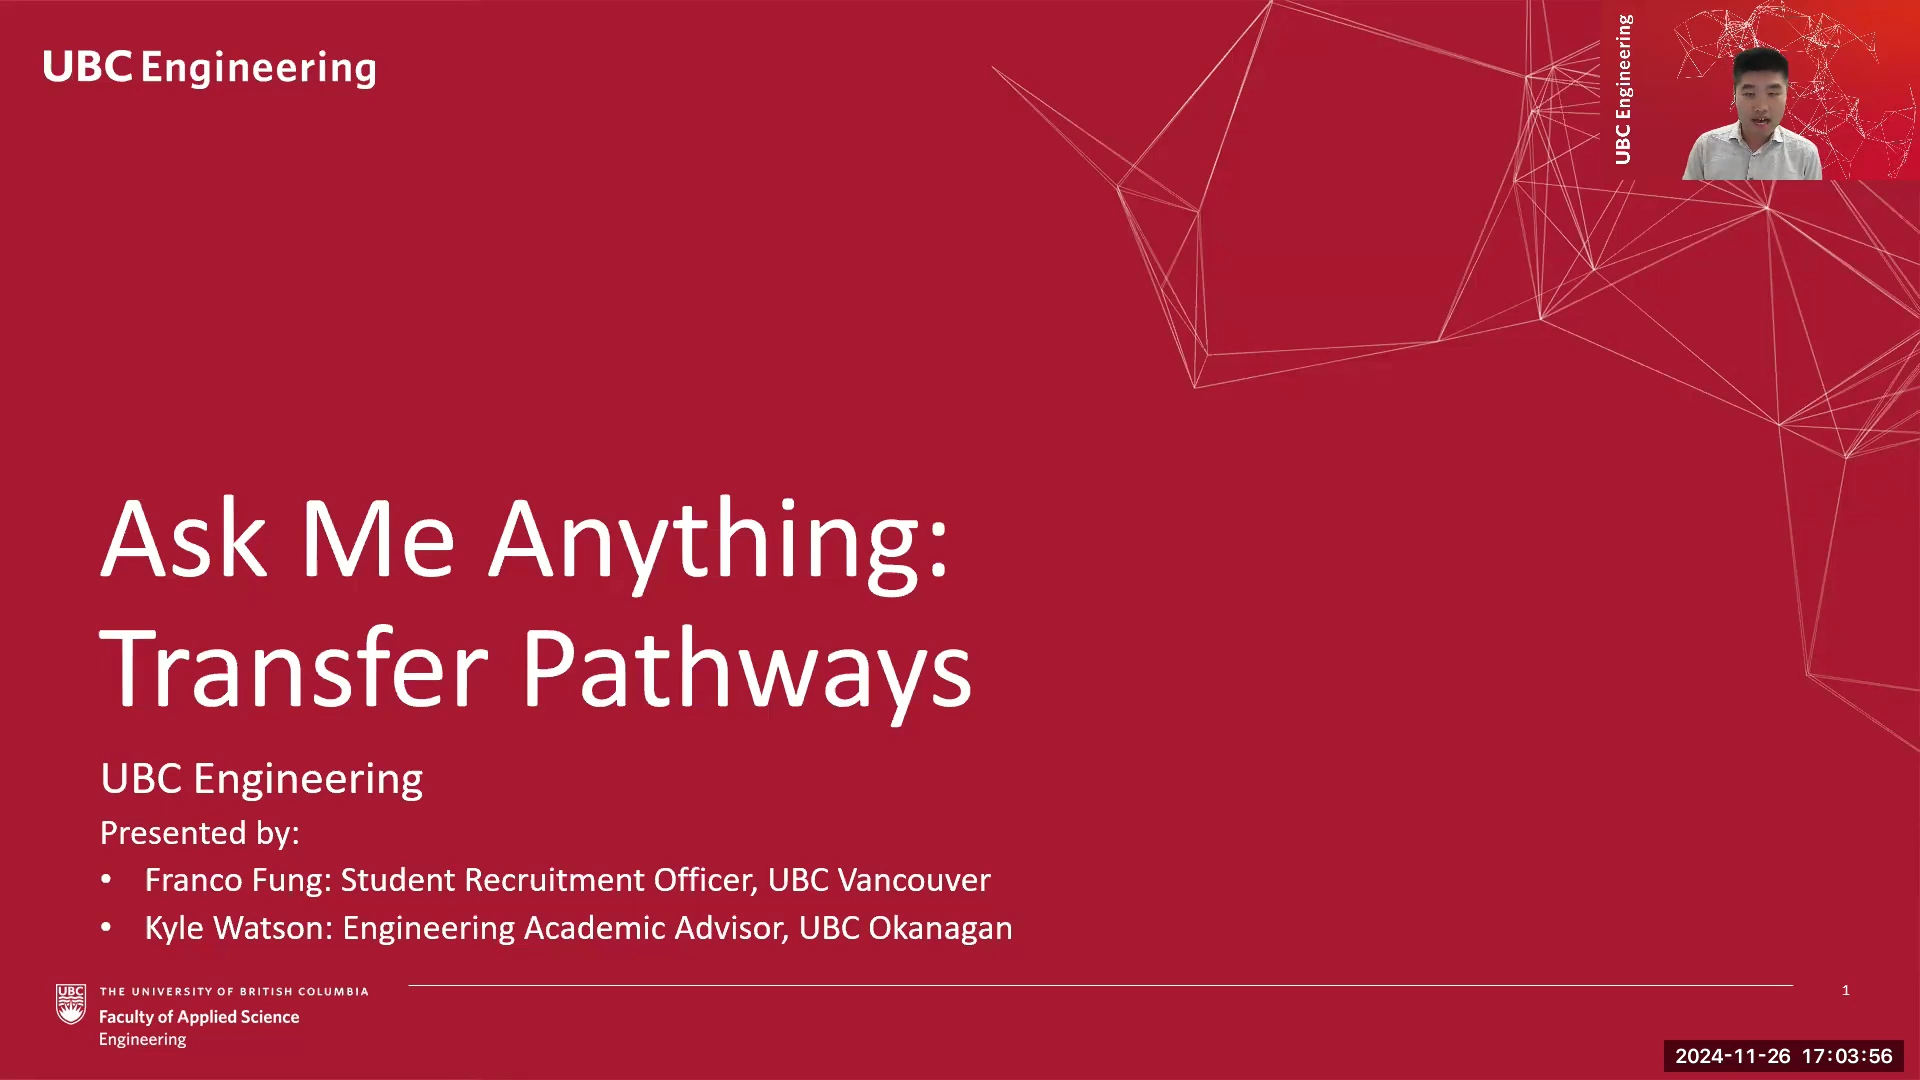 UBC Engineering
UBC Engineering
Ask Me Anything:
Transfer Pathways
UBC Engineering
Presented by:
• Franco Fung: Student Recruitment Officer, UBC Vancouver
• Kyle Watson: Engineering Academic Advisor, UBC Okanagan
UBC
THE UNIVERSITY OF BRITISH COLUMBIA
Faculty of Applied Science
Engineering
1
2024-11-26 17:03:56